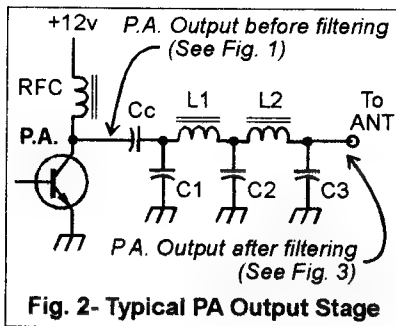 +12v
P.A. Output before filtering
(See Fig. 1)
RFC
Cc
L1
L2
To
ANT
P.A.
C1
C2
C3
P.A. Output after filtering
(See Fig. 3)
Fig. 2- Typical PA Output Stage